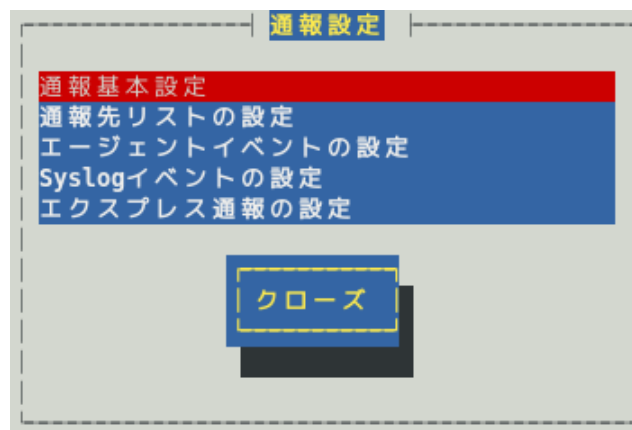 通報設定
通報基本設定
通報先リストの設定
エージェントイベントの設定
Syslogイベントの設定
エクスプレス通報の設定
クローズ